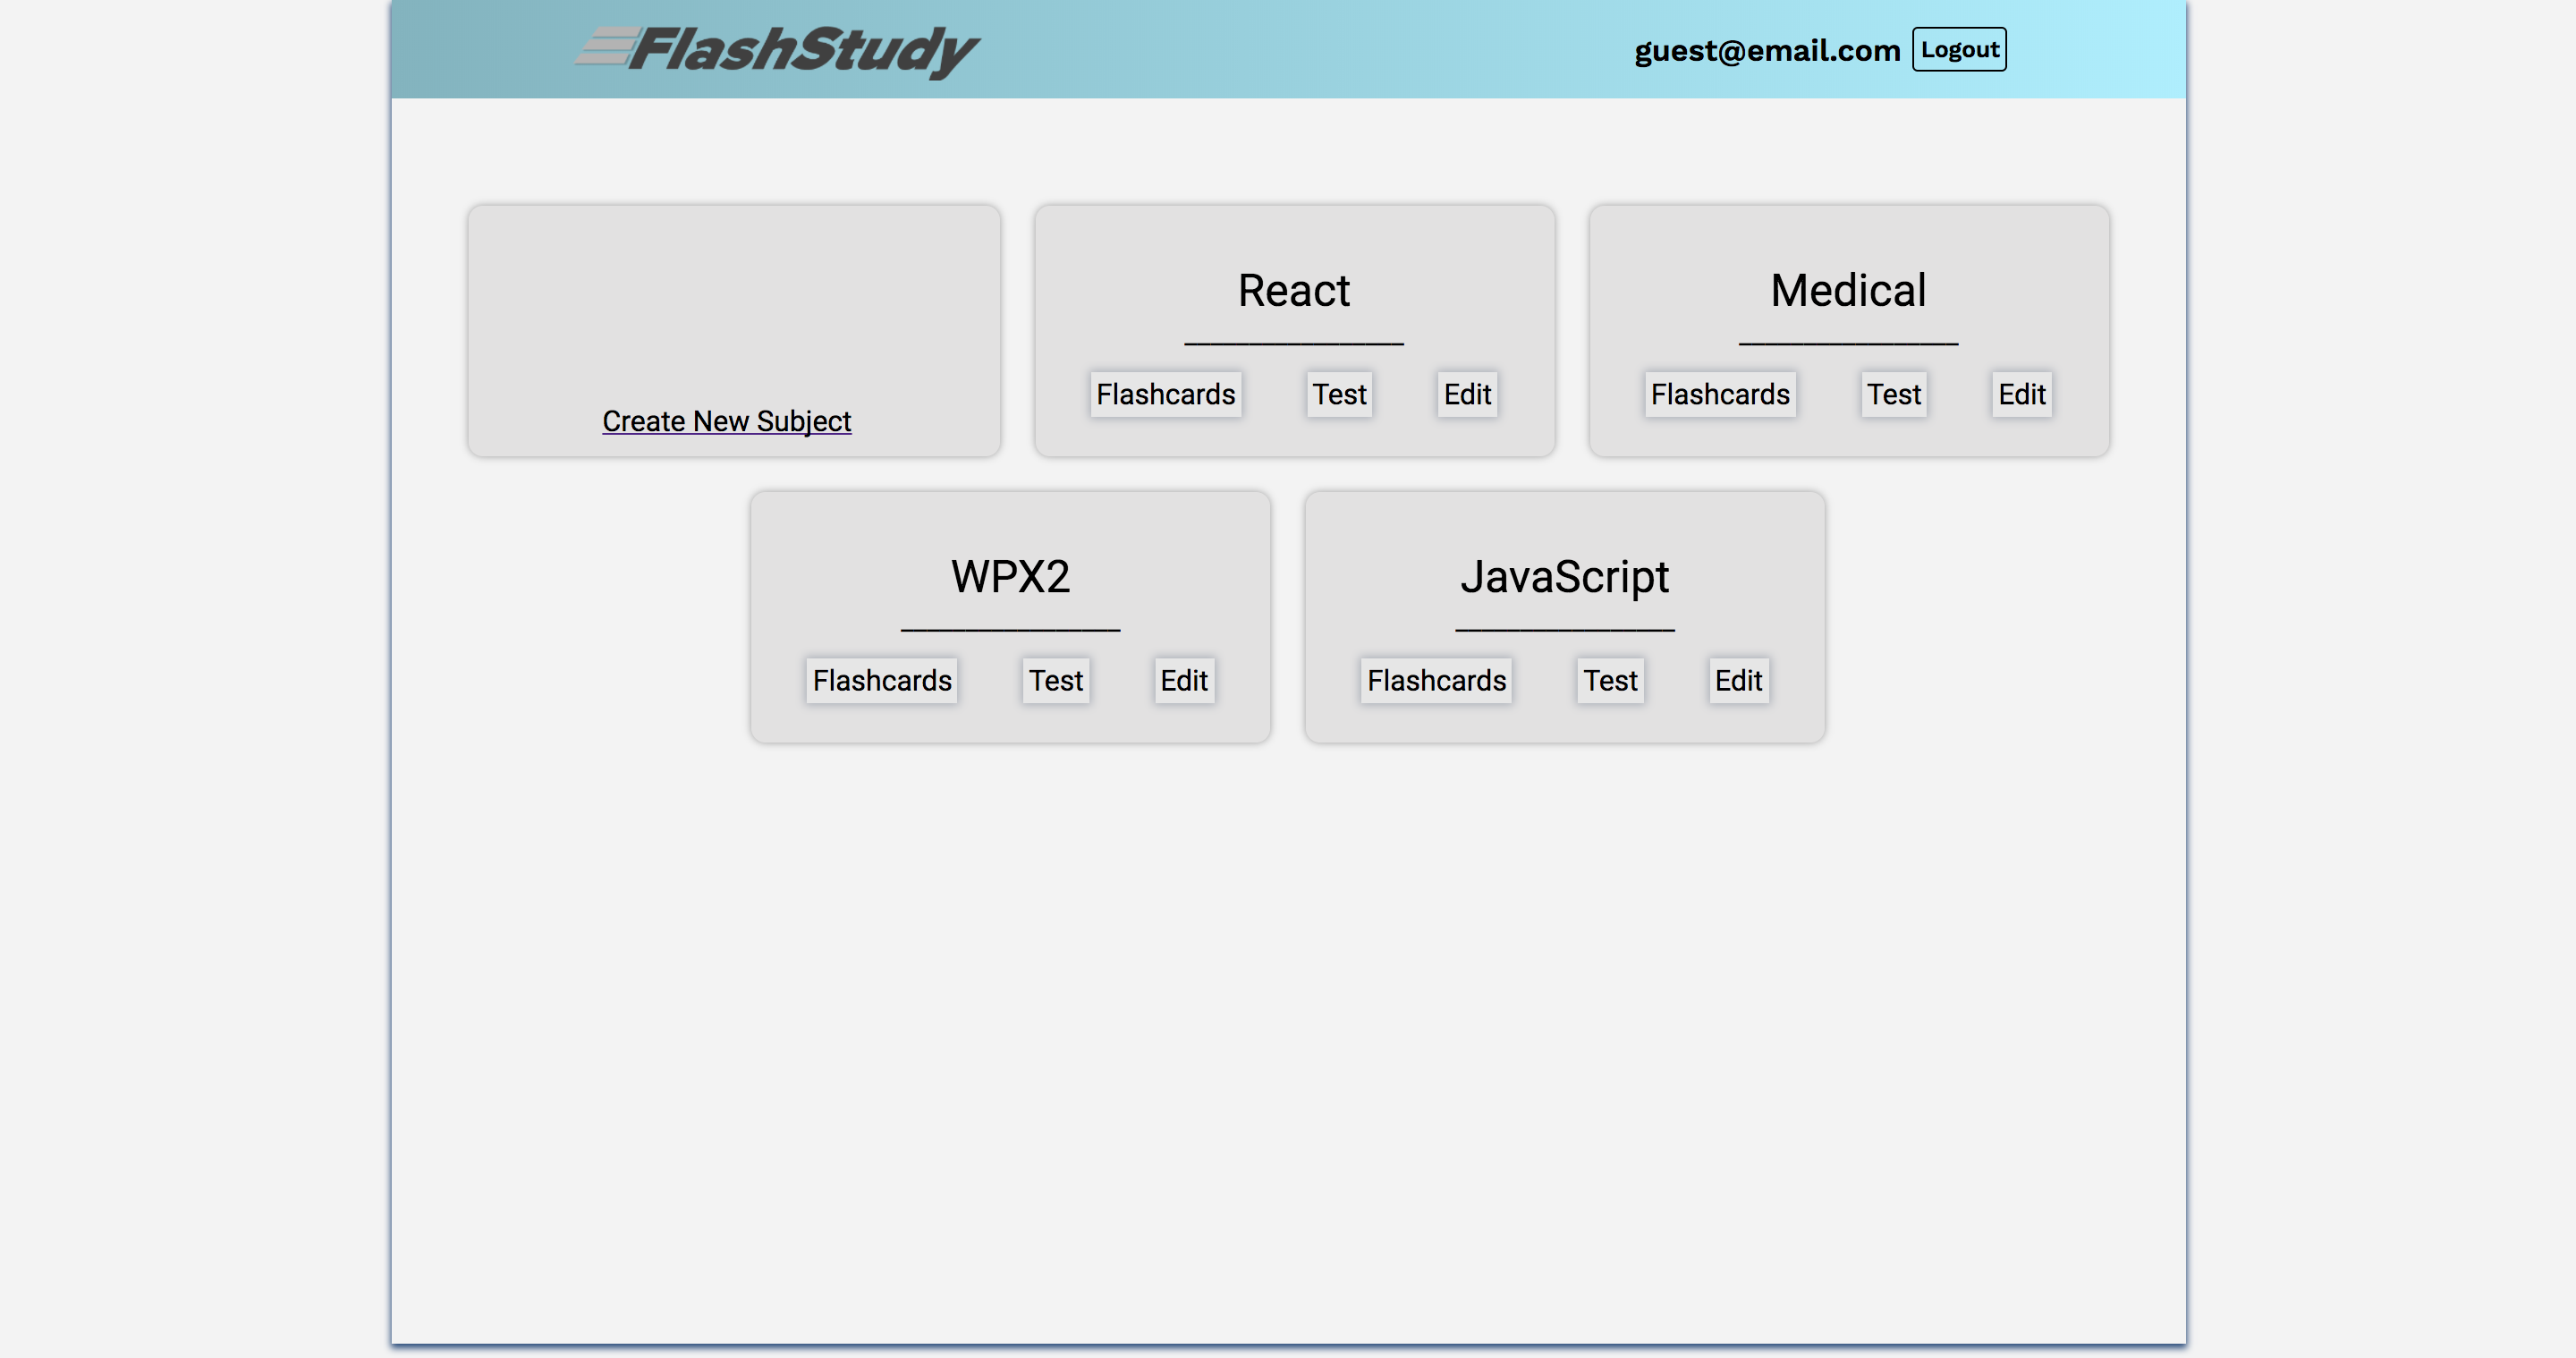 FlashStudy
guest@email.com Logout
Create New Subject
React
Flashcards Test Edit
Medical
Flashcards Test Edit
WPX2
Flashcards Test Edit
JavaScript
Flashcards Test Edit